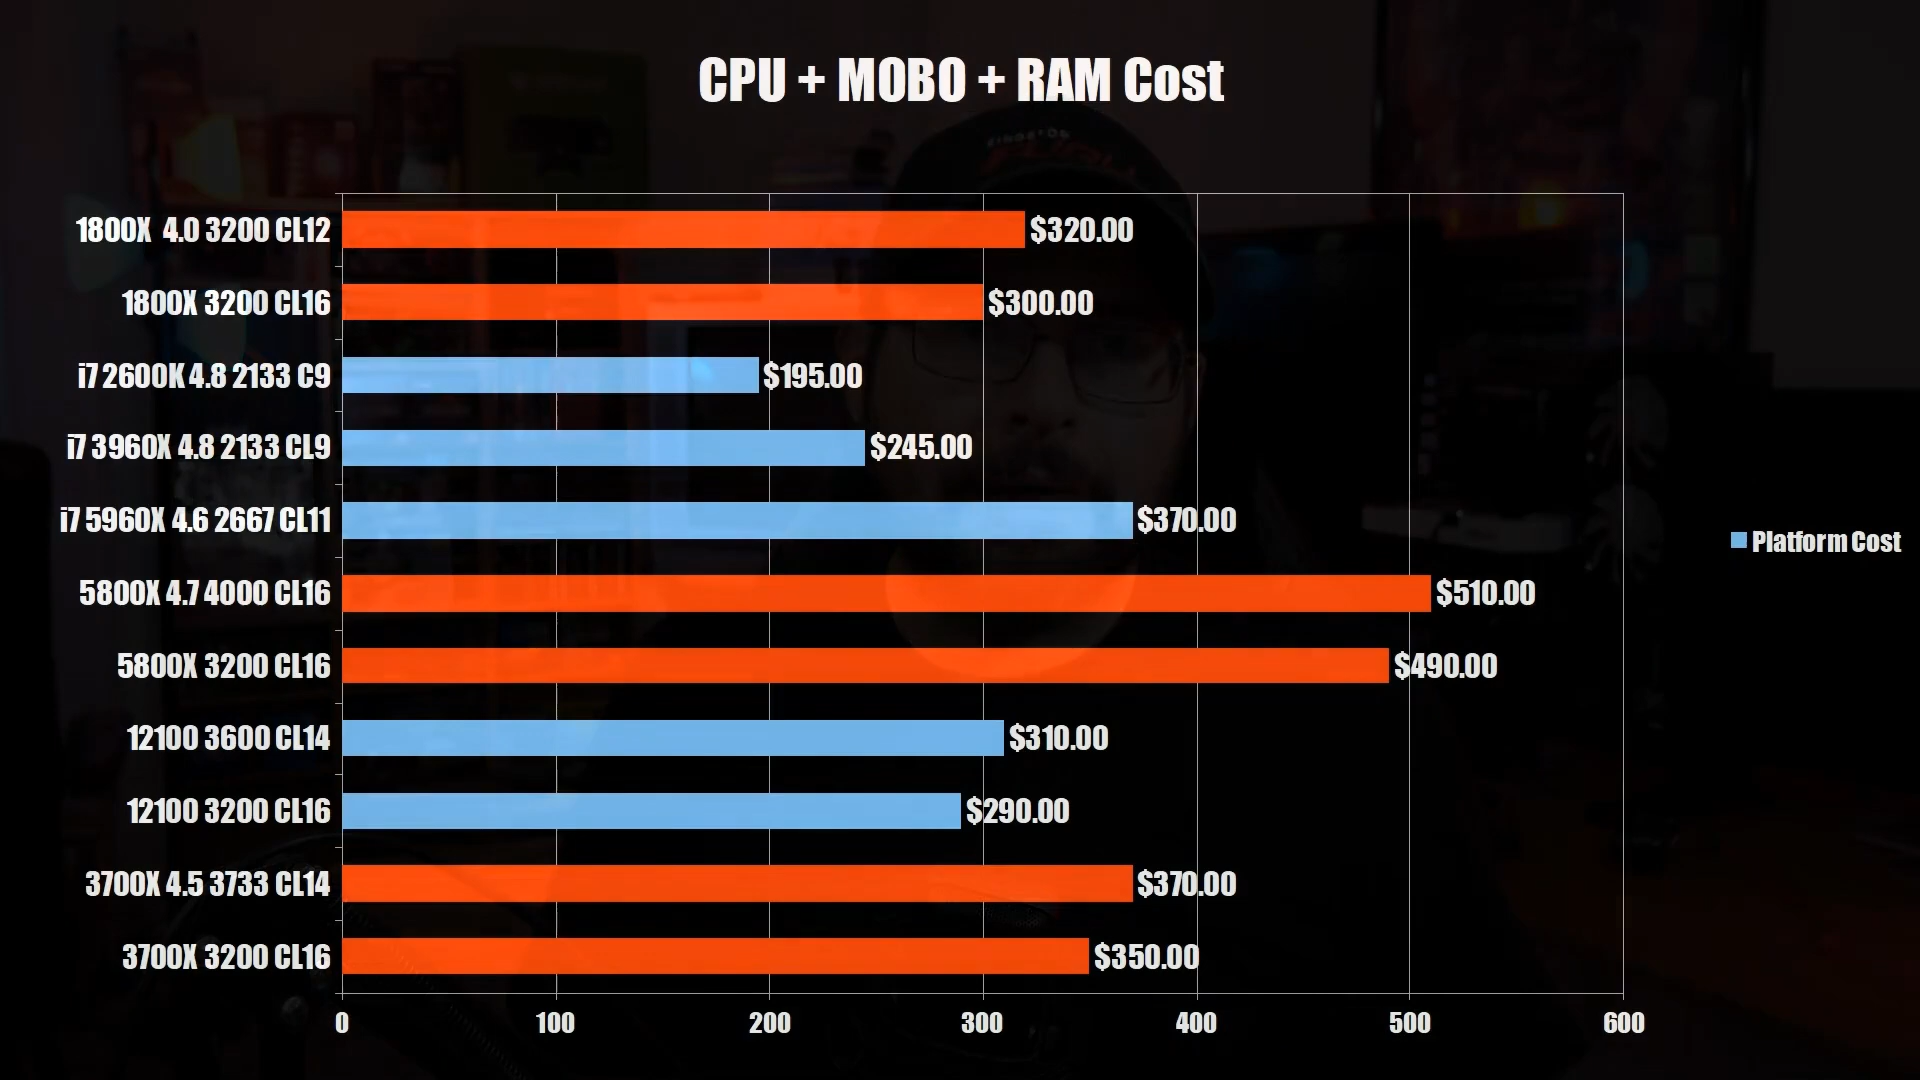 CPU + MOBO + RAM Cost
1800X 4.0 3200 CL12
$320.00
1800X 3200 CL16
$300.00
i7 2600K 4.8 2133 C9
$195.00
i7 3960X 4.8 2133 CL9
$245.00
i7 5960X 4.6 2667 CL11
$370.00
5800X 4.7 4000 CL16
$510.00
5800X 3200 CL16
$490.00
12100 3600 CL14
$310.00
12100 3200 CL16
$290.00
3700X 4.5 3733 CL14
$370.00
3700X 3200 CL16
$350.00
0 100 200 300 400 500 600
Platform Cost